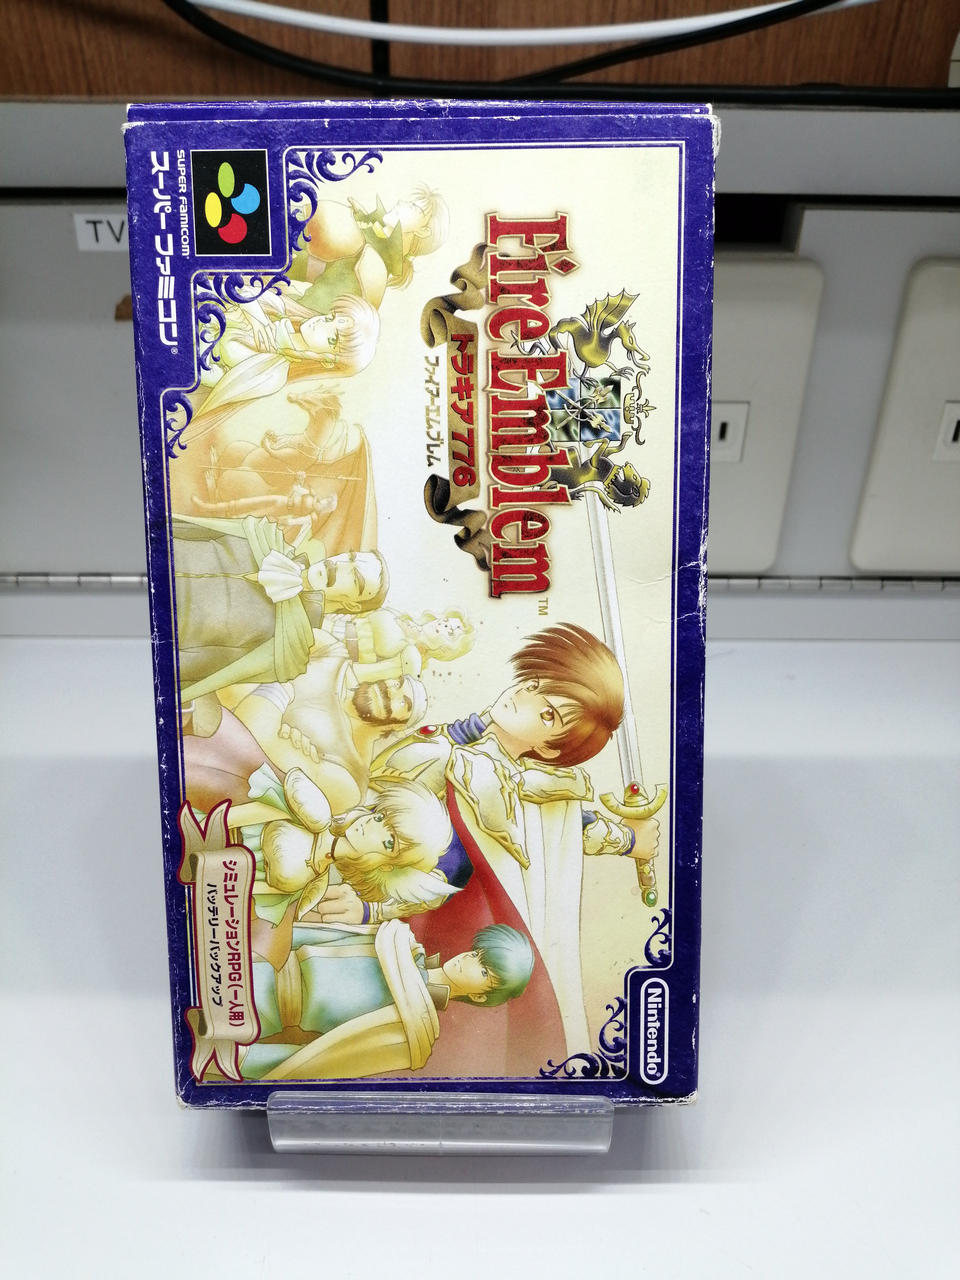 TV
SUPER FAMICOM
スーパーファミコン®
Fire Emblem™
トラキア776
ファイアーエムブレム
シミュレーションRPG(一人用)
バッテリーバックアップ
Nintendo®